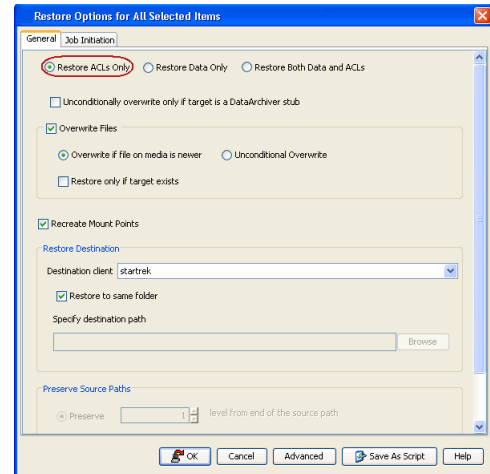 Restore Options for All Selected Items
General Job Initiation
Restore ACLs Only Restore Data Only Restore Both Data and ACLs
Unconditionally overwrite only if target is a DataArchiver stub
Overwrite Files
Overwrite if file on media is newer Unconditional Overwrite
Restore only if target exists
Recreate Mount Points
Restore Destination
Destination client startrek
Restore to same folder
Specify destination path
Browse
Preserve Source Paths
Preserve 1 level from end of the source path
OK Cancel Advanced Save As Script Help